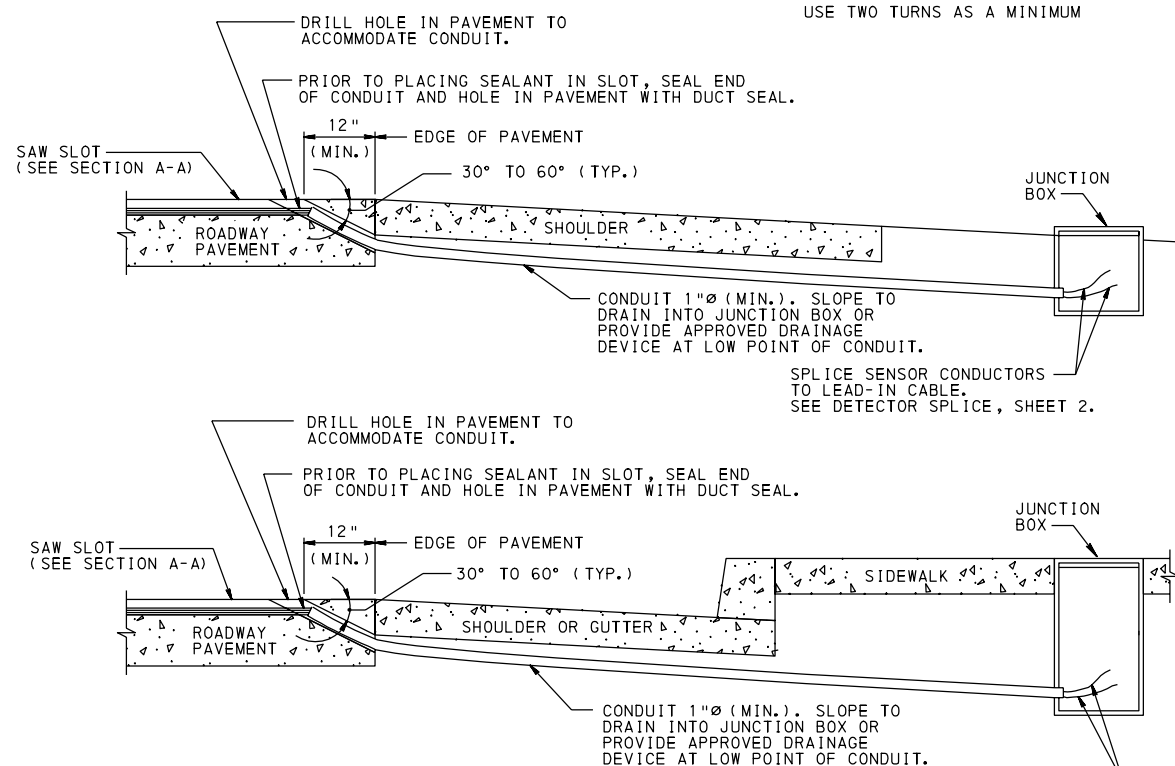 USE TWO TURNS AS A MINIMUM
DRILL HOLE IN PAVEMENT TO
ACCOMMODATE CONDUIT.
PRIOR TO PLACING SEALANT IN SLOT, SEAL END
OF CONDUIT AND HOLE IN PAVEMENT WITH DUCT SEAL.
12"
(MIN.)
EDGE OF PAVEMENT
SAW SLOT
(SEE SECTION A-A)
30° TO 60° (TYP.)
JUNCTION
BOX
SHOULDER
ROADWAY
PAVEMENT
CONDUIT 1"Ø (MIN.). SLOPE TO
DRAIN INTO JUNCTION BOX OR
PROVIDE APPROVED DRAINAGE
DEVICE AT LOW POINT OF CONDUIT.
SPLICE SENSOR CONDUCTORS
TO LEAD-IN CABLE.
SEE DETECTOR SPLICE, SHEET 2.
DRILL HOLE IN PAVEMENT TO
ACCOMMODATE CONDUIT.
PRIOR TO PLACING SEALANT IN SLOT, SEAL END
OF CONDUIT AND HOLE IN PAVEMENT WITH DUCT SEAL.
12"
(MIN.)
EDGE OF PAVEMENT
SAW SLOT
(SEE SECTION A-A)
30° TO 60° (TYP.)
JUNCTION
BOX
SIDEWALK
SHOULDER OR GUTTER
ROADWAY
PAVEMENT
CONDUIT 1"Ø (MIN.). SLOPE TO
DRAIN INTO JUNCTION BOX OR
PROVIDE APPROVED DRAINAGE
DEVICE AT LOW POINT OF CONDUIT.